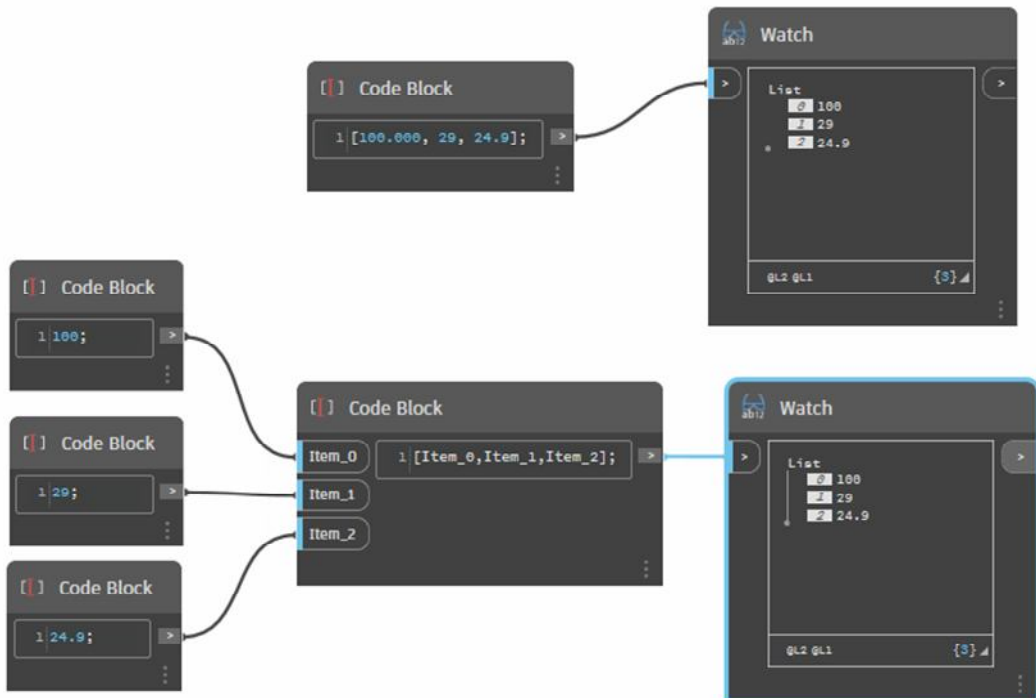 Code Block
1 [100.000, 29, 24.9];
>
ab12 Watch
>
>
List
0 100
1 29
2 24.9
@L2 @L1 {3}
Code Block
1 100;
>
Code Block
1 29;
>
Code Block
1 24.9;
>
Code Block
Item_0
1 [Item_0,Item_1,Item_2];
>
Item_1
Item_2
ab12 Watch
>
>
List
0 100
1 29
2 24.9
@L2 @L1 {3}